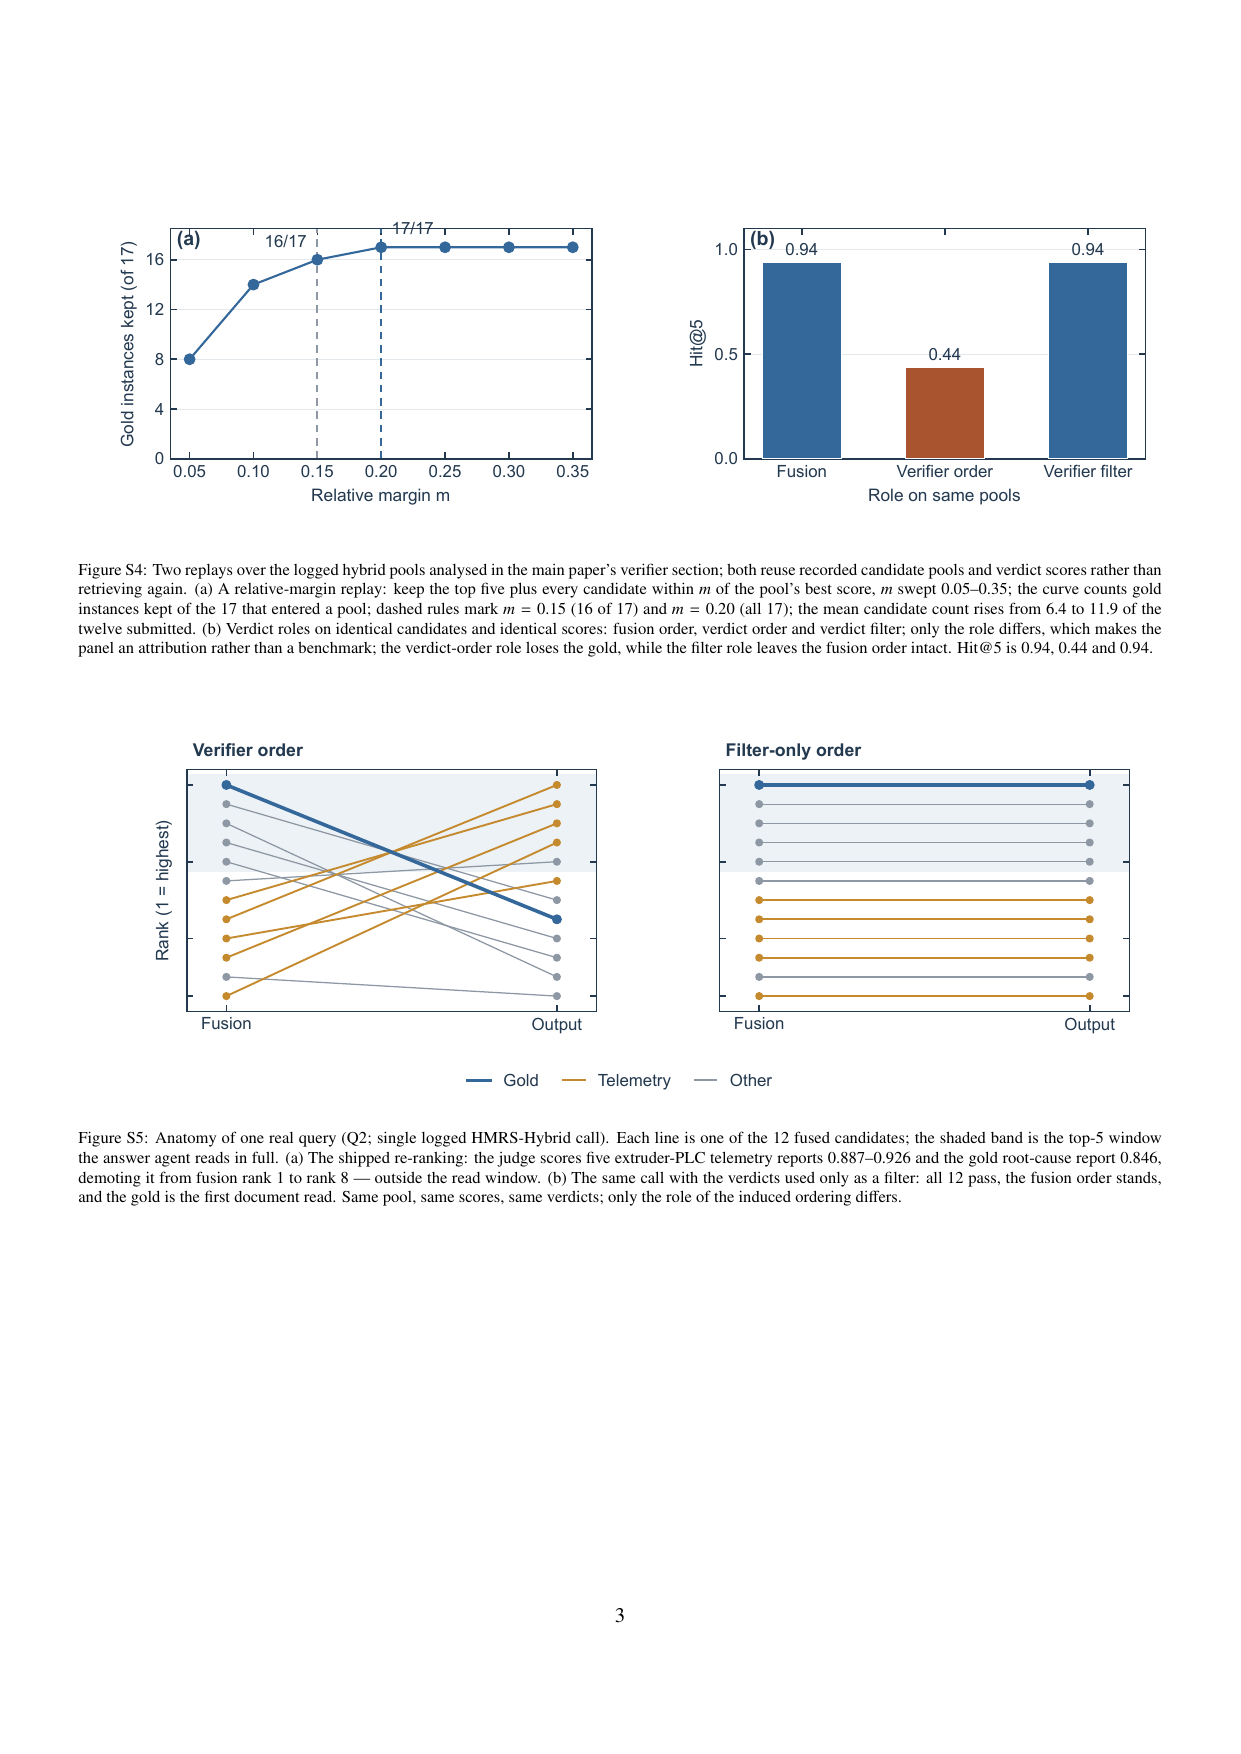 (a)
16/17
17/17
Gold instances kept (of 17)
16
12
8
4
0
0.05 0.10 0.15 0.20 0.25 0.30 0.35
Relative margin m
(b)
0.94
0.44
0.94
Hit@5
1.0
0.5
0.0
Fusion Verifier order Verifier filter
Role on same pools
Figure S4: Two replays over the logged hybrid pools analysed in the main paper's verifier section; both reuse recorded candidate pools and verdict scores rather than
retrieving again. (a) A relative-margin replay: keep the top five plus every candidate within m of the pool's best score, m swept 0.05–0.35; the curve counts gold
instances kept of the 17 that entered a pool; dashed rules mark m = 0.15 (16 of 17) and m = 0.20 (all 17); the mean candidate count rises from 6.4 to 11.9 of the
twelve submitted. (b) Verdict roles on identical candidates and identical scores: fusion order, verdict order and verdict filter; only the role differs, which makes the
panel an attribution rather than a benchmark; the verdict-order role loses the gold, while the filter role leaves the fusion order intact. Hit@5 is 0.94, 0.44 and 0.94.
Verifier order
Rank (1 = highest)
Fusion Output
Filter-only order
Fusion Output
Gold Telemetry Other
Figure S5: Anatomy of one real query (Q2; single logged HMRS-Hybrid call). Each line is one of the 12 fused candidates; the shaded band is the top-5 window
the answer agent reads in full. (a) The shipped re-ranking: the judge scores five extruder-PLC telemetry reports 0.887–0.926 and the gold root-cause report 0.846,
demoting it from fusion rank 1 to rank 8 — outside the read window. (b) The same call with the verdicts used only as a filter: all 12 pass, the fusion order stands,
and the gold is the first document read. Same pool, same scores, same verdicts; only the role of the induced ordering differs.
3